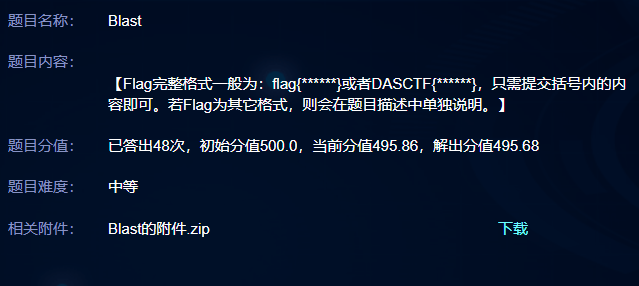 题目名称： Blast
题目内容：
【Flag完整格式一般为：flag{******}或者DASCTF{******}，只需提交括号内的内
容即可。若Flag为其它格式，则会在题目描述中单独说明。】
题目分值： 已答出48次，初始分值500.0，当前分值495.86，解出分值495.68
题目难度： 中等
相关附件： Blast的附件.zip 下载